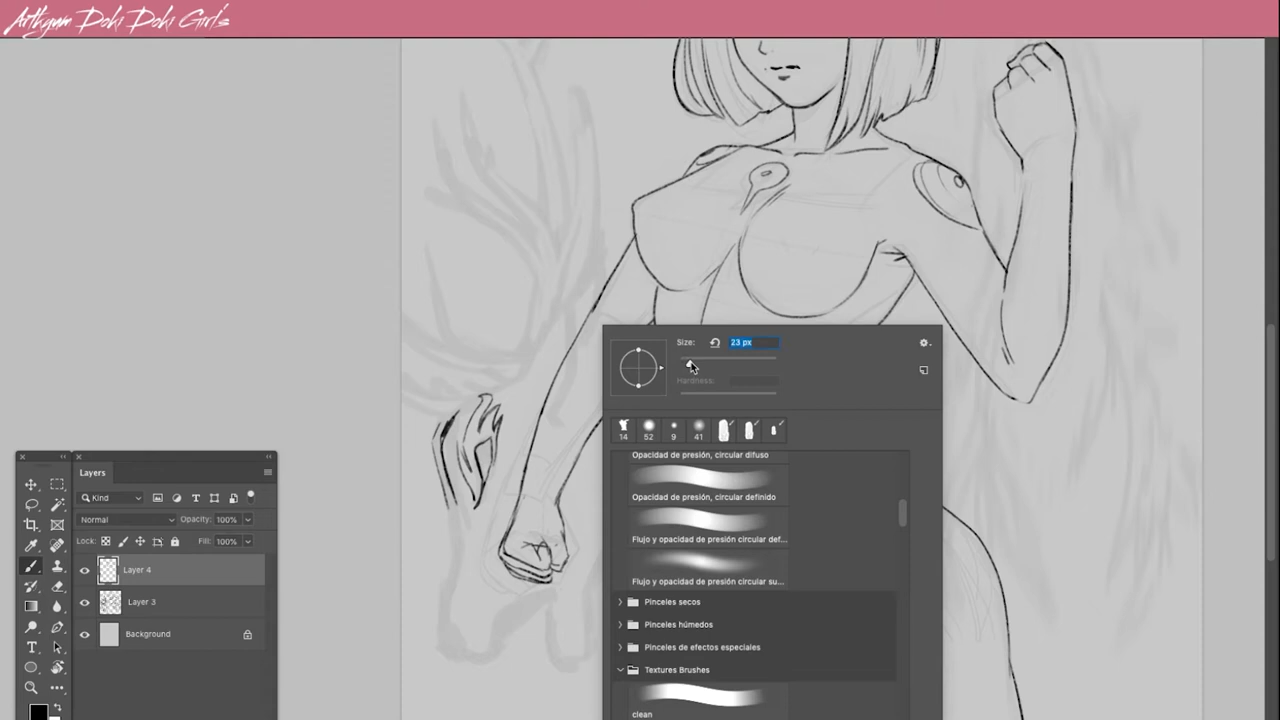 Arthgum Doki Doki Girl's
Size: 23 px
Hardness:
14 52 9 41
Opacidad de presión, circular difuso
Opacidad de presión, circular definido
Flujo y opacidad de presión circular def...
Flujo y opacidad de presión circular su...
Pinceles secos
Pinceles húmedos
Pinceles de efectos especiales
Textures Brushes
clean
Layers
Kind
Normal Opacity: 100%
Lock: Fill: 100%
Layer 4
Layer 3
Background